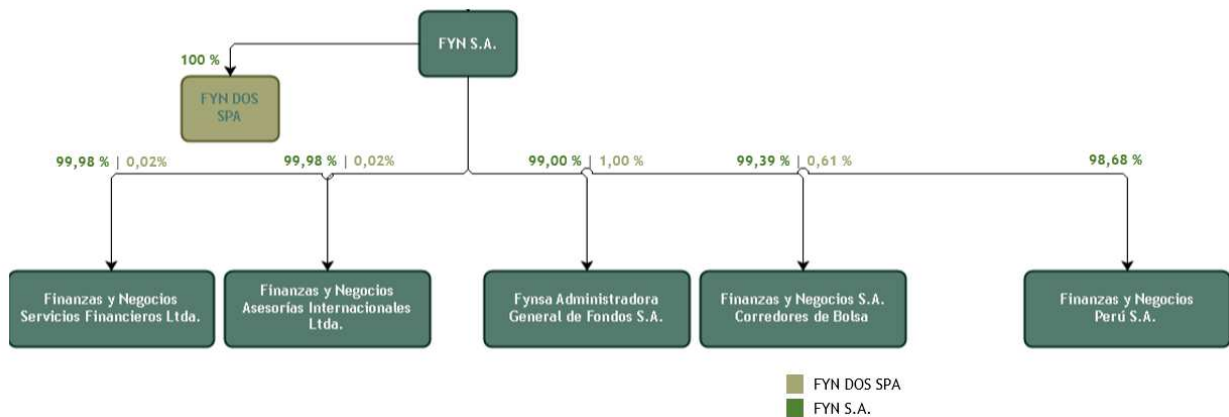 FYN S.A.
100 %
FYN DOS
SPA
99,98 % | 0,02%
99,98 % | 0,02%
99,00 % | 1,00 %
99,39 % | 0,61 %
98,68 %
Finanzas y Negocios
Servicios Financieros Ltda.
Finanzas y Negocios
Asesorías Internacionales
Ltda.
Fynsa Administradora
General de Fondos S.A.
Finanzas y Negocios S.A.
Corredores de Bolsa
Finanzas y Negocios
Perú S.A.
FYN DOS SPA
FYN S.A.